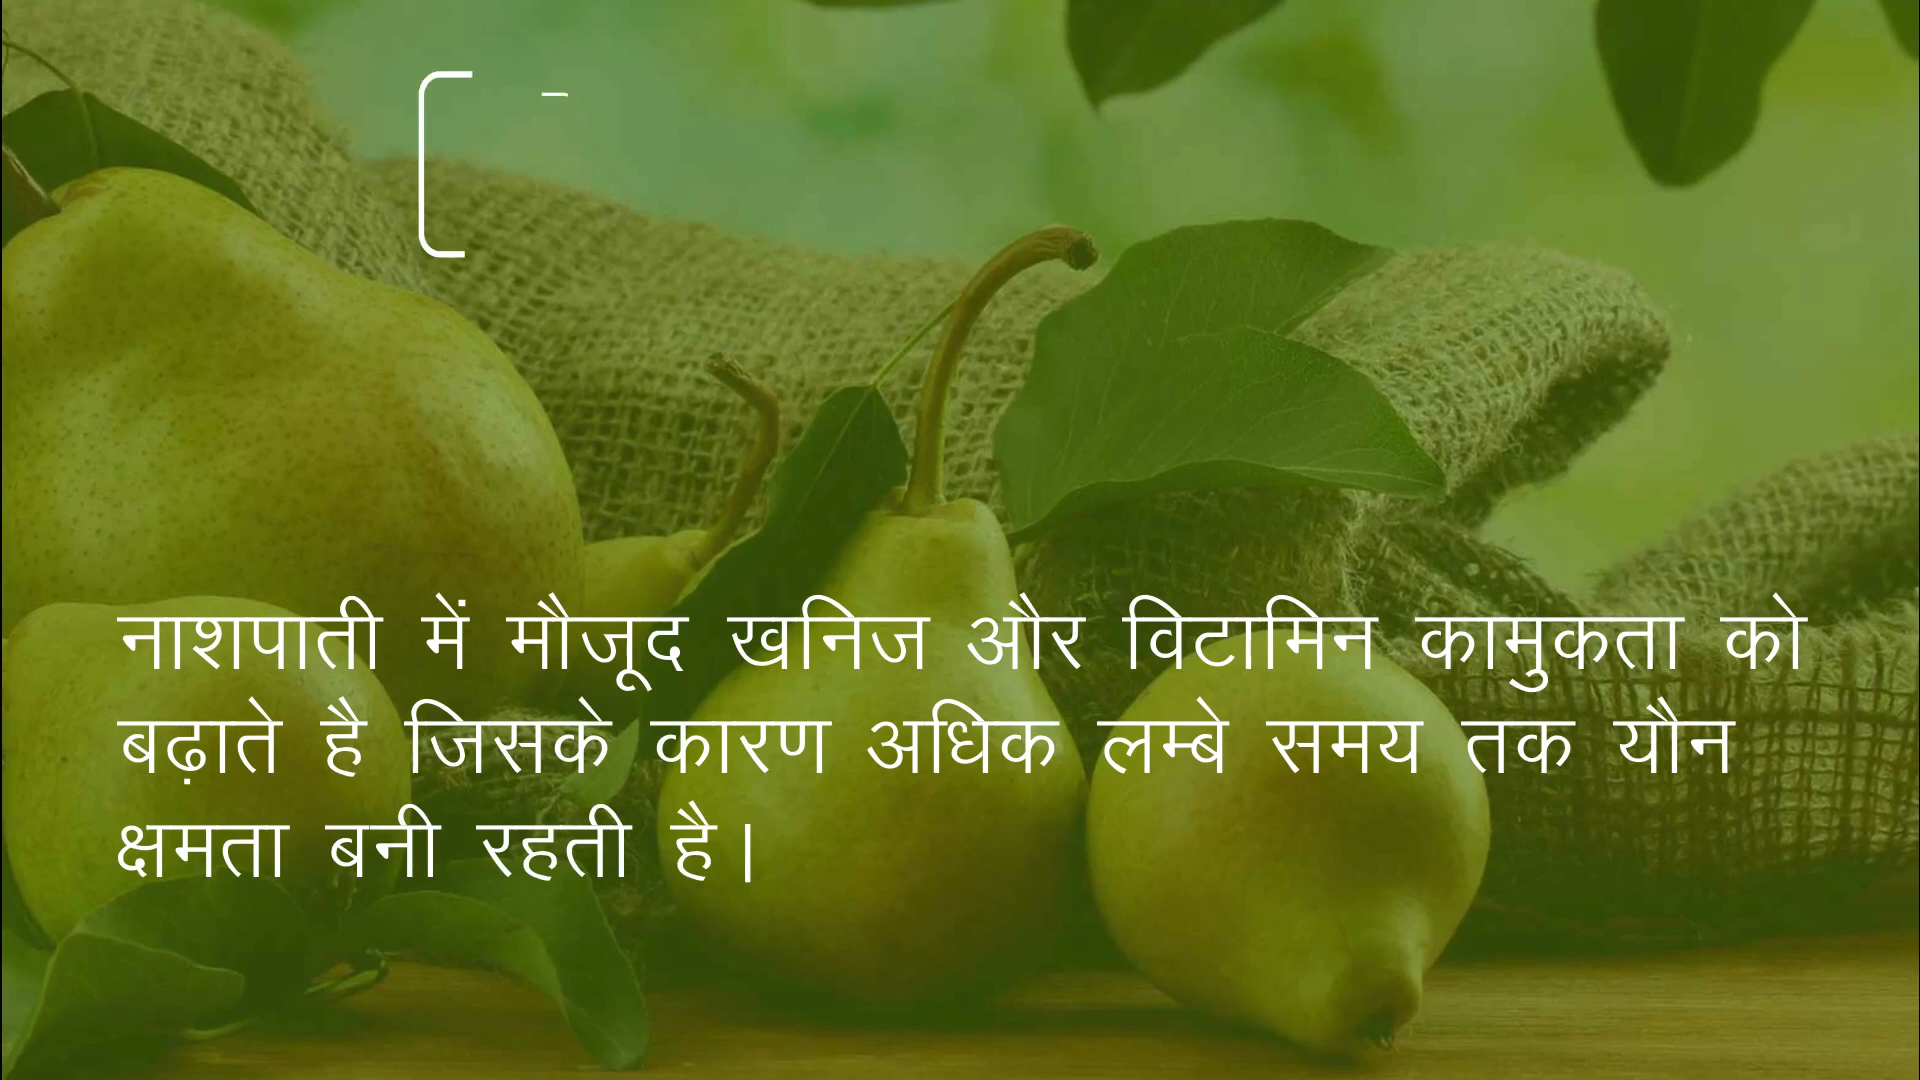 नाशपाती में मौजूद खनिज और विटामिन कामुकता को
बढ़ाते है जिसके कारण अधिक लम्बे समय तक यौन
क्षमता बनी रहती है।